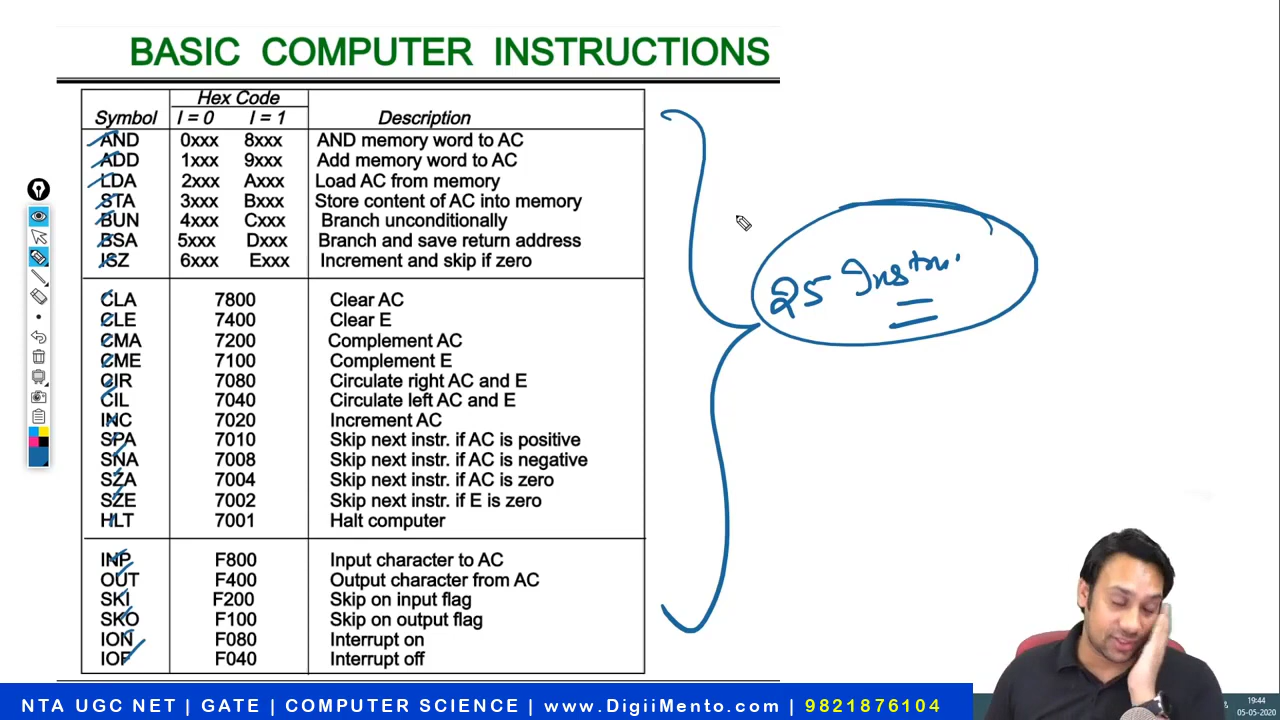 BASIC COMPUTER INSTRUCTIONS
Hex Code
Symbol I = 0 I = 1 Description
AND 0xxx 8xxx AND memory word to AC
ADD 1xxx 9xxx Add memory word to AC
LDA 2xxx Axxx Load AC from memory
STA 3xxx Bxxx Store content of AC into memory
BUN 4xxx Cxxx Branch unconditionally
BSA 5xxx Dxxx Branch and save return address
ISZ 6xxx Exxx Increment and skip if zero
CLA 7800 Clear AC
CLE 7400 Clear E
CMA 7200 Complement AC
CME 7100 Complement E
CIR 7080 Circulate right AC and E
CIL 7040 Circulate left AC and E
INC 7020 Increment AC
SPA 7010 Skip next instr. if AC is positive
SNA 7008 Skip next instr. if AC is negative
SZA 7004 Skip next instr. if AC is zero
SZE 7002 Skip next instr. if E is zero
HLT 7001 Halt computer
INP F800 Input character to AC
OUT F400 Output character from AC
SKI F200 Skip on input flag
SKO F100 Skip on output flag
ION F080 Interrupt on
IOF F040 Interrupt off
25 Instru.
NTA UGC NET | GATE | COMPUTER SCIENCE | www.DigiiMento.com | 9821876104
19:44
05-05-2020